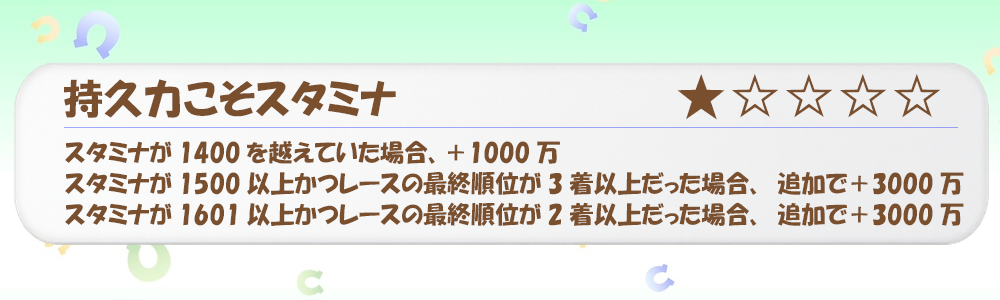 持久力こそスタミナ ★☆☆☆☆
スタミナが 1400 を越えていた場合、+1000 万
スタミナが 1500 以上かつレースの最終順位が 3 着以上だった場合、 追加で+3000 万
スタミナが 1601 以上かつレースの最終順位が 2 着以上だった場合、 追加で+3000 万